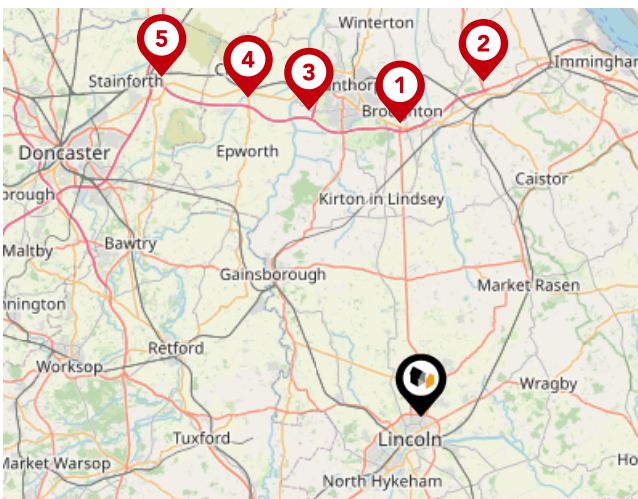 Winterton
5
2
4
Stainforth
3
1
Immingham
Doncaster
Epworth
Caistor
Kirton in Lindsey
Maltby
Bawtry
Gainsborough
Market Rasen
Retford
Worksop
Wragby
Tuxford
Lincoln
Market Warsop
North Hykeham